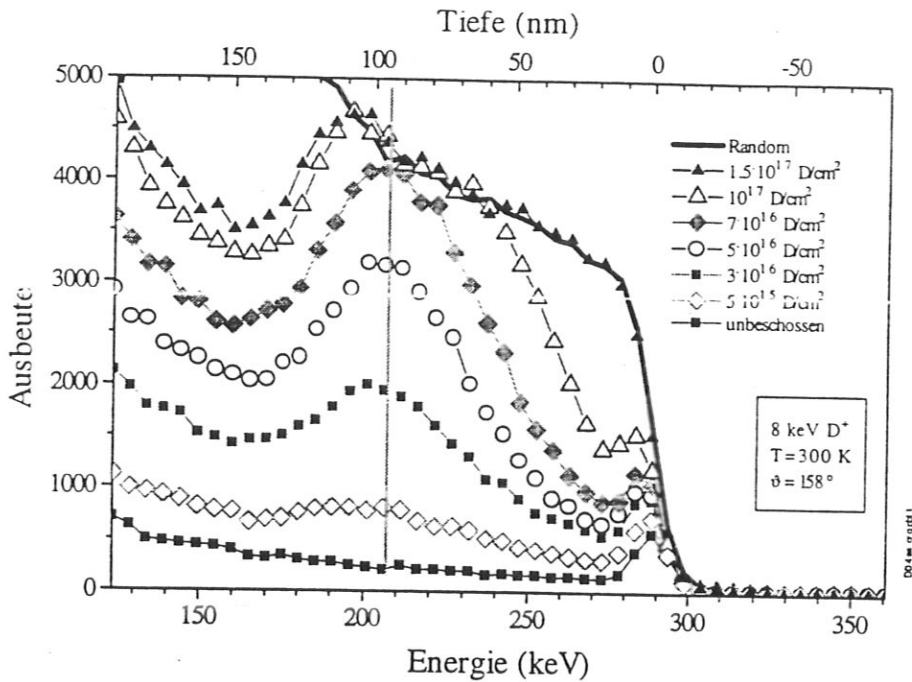 Tiefe (nm)
150 100 50 0 -50
5000
4000
3000
2000
1000
0
Ausbeute
Random
1.5·10¹⁷ D/cm²
10¹⁷ D/cm²
7·10¹⁶ D/cm²
5·10¹⁶ D/cm²
3·10¹⁶ D/cm²
5·10¹⁵ D/cm²
unbeschossen
8 keV D⁺
T=300 K
ϑ=158°
150 200 250 300 350
Energie (keV)